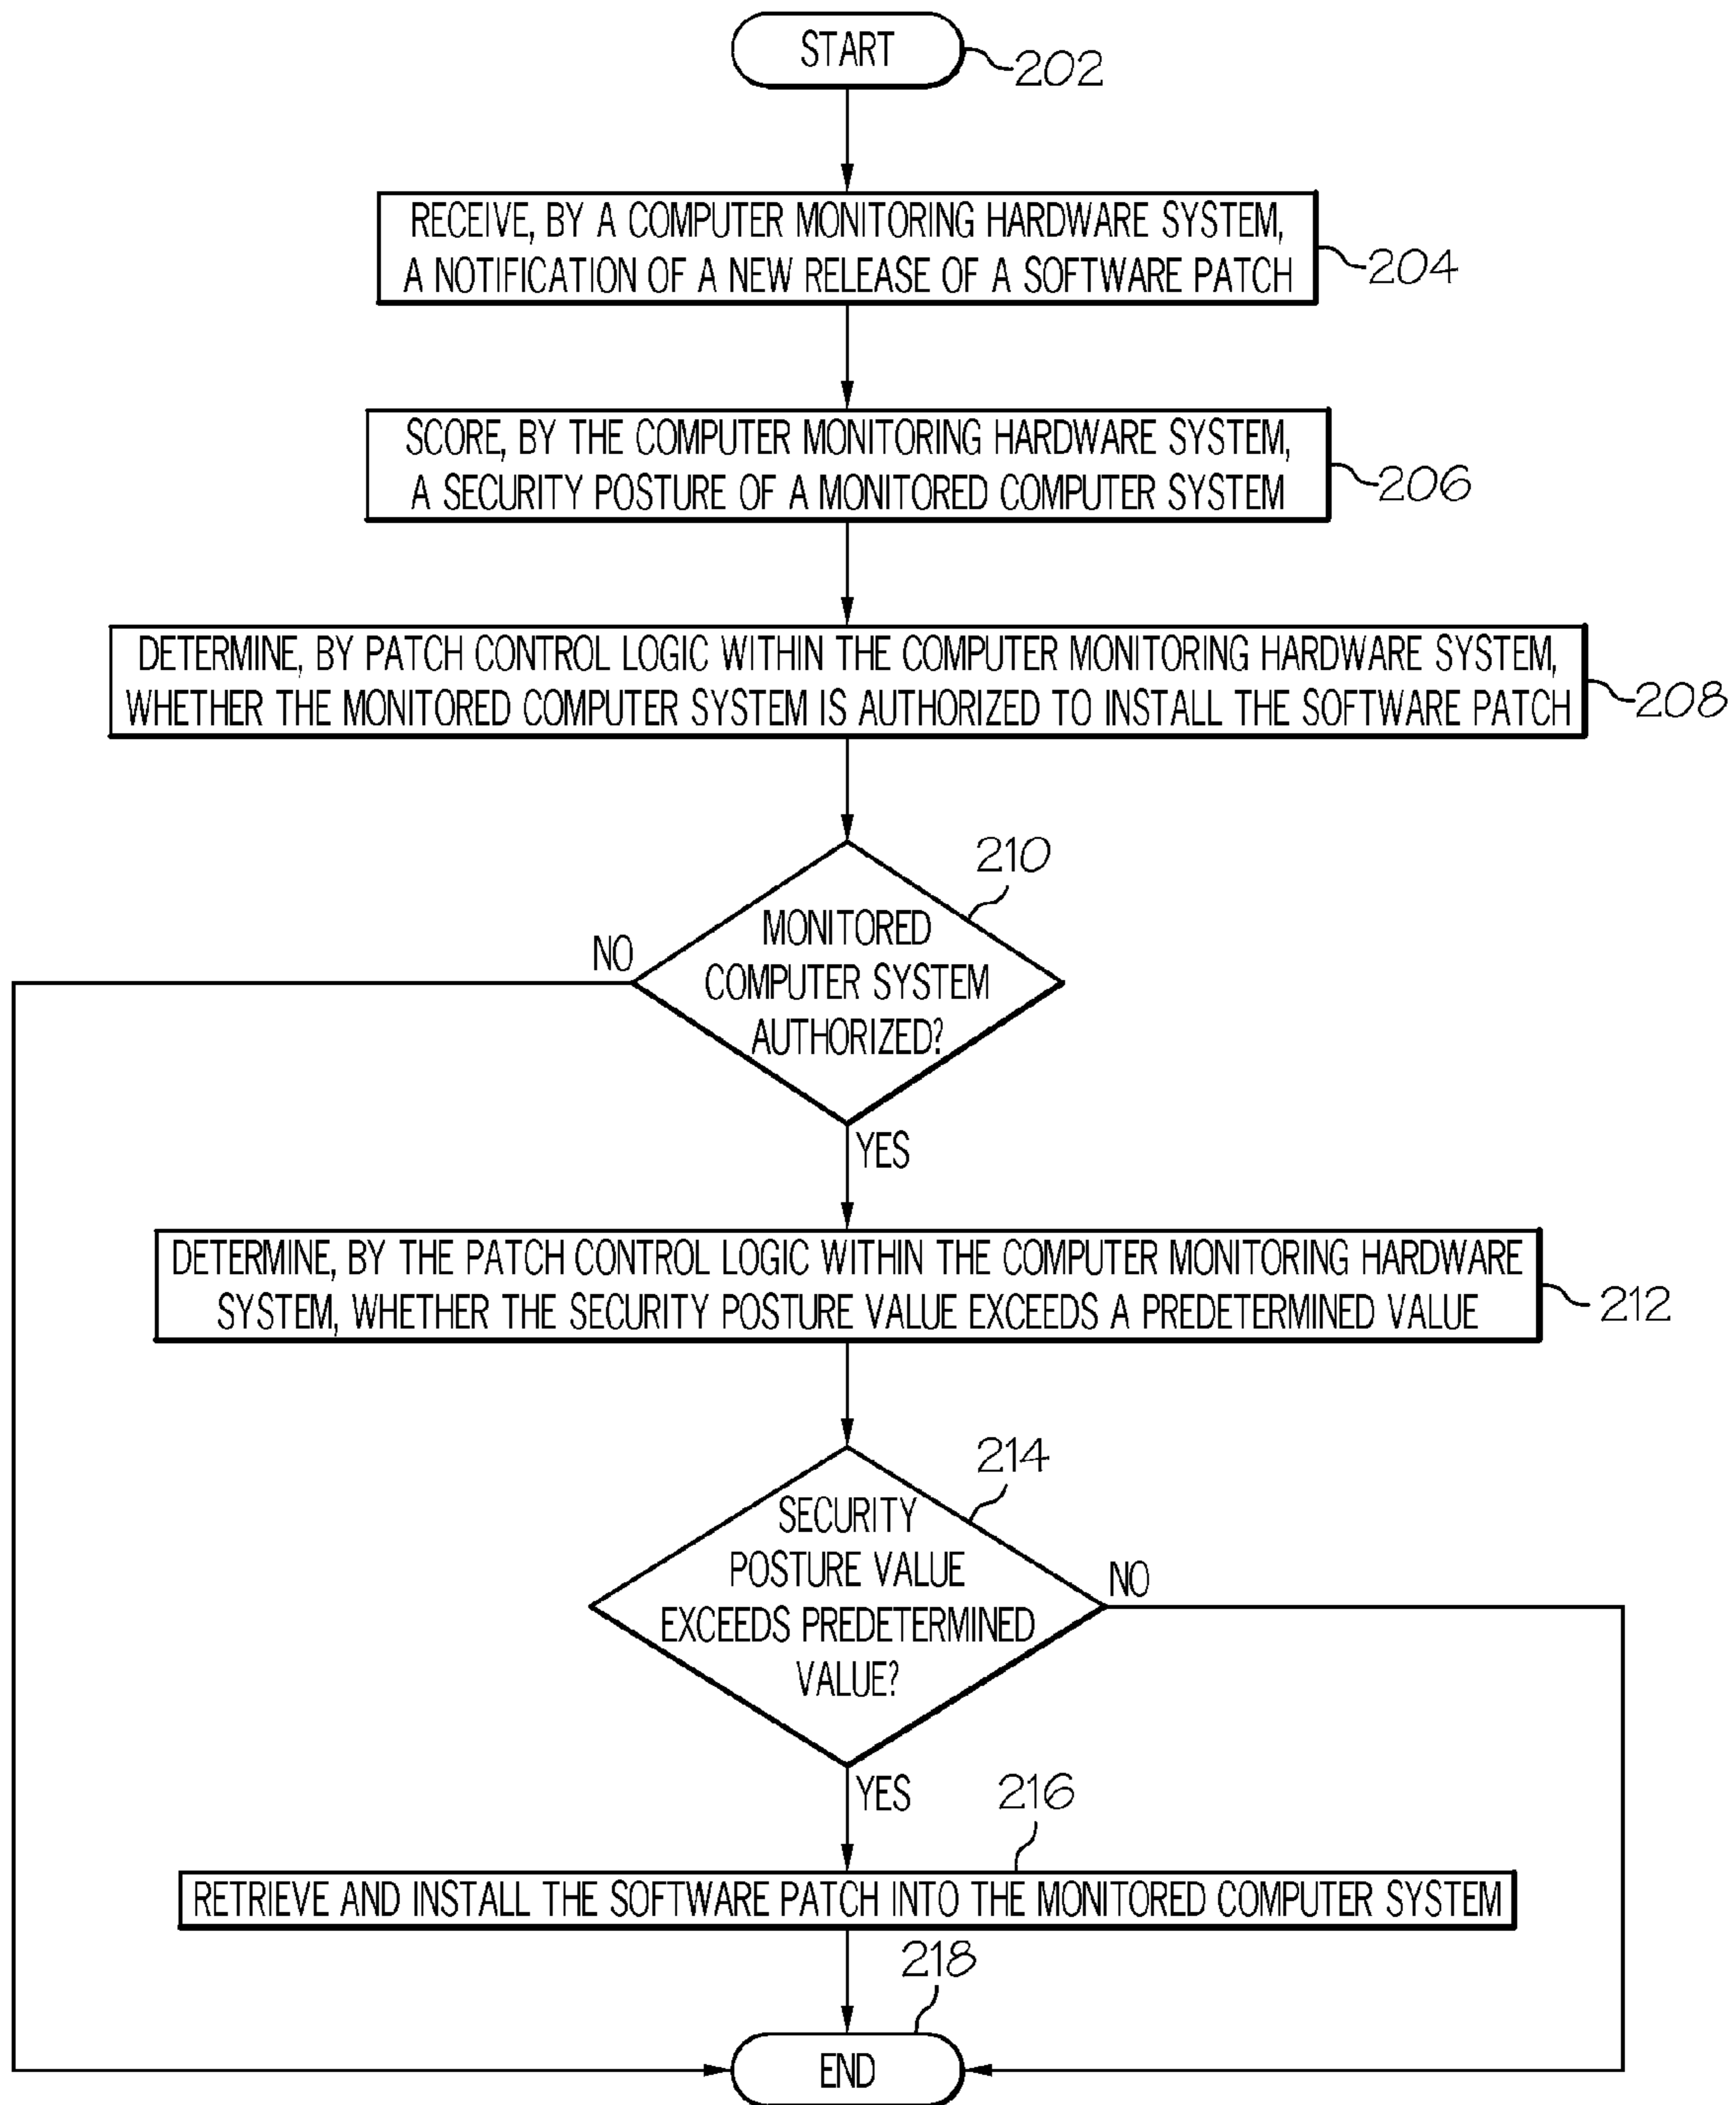 START
202
RECEIVE, BY A COMPUTER MONITORING HARDWARE SYSTEM,
A NOTIFICATION OF A NEW RELEASE OF A SOFTWARE PATCH
204
SCORE, BY THE COMPUTER MONITORING HARDWARE SYSTEM,
A SECURITY POSTURE OF A MONITORED COMPUTER SYSTEM
206
DETERMINE, BY PATCH CONTROL LOGIC WITHIN THE COMPUTER MONITORING HARDWARE SYSTEM,
WHETHER THE MONITORED COMPUTER SYSTEM IS AUTHORIZED TO INSTALL THE SOFTWARE PATCH
208
210
MONITORED
COMPUTER SYSTEM
AUTHORIZED?
NO
YES
DETERMINE, BY THE PATCH CONTROL LOGIC WITHIN THE COMPUTER MONITORING HARDWARE
SYSTEM, WHETHER THE SECURITY POSTURE VALUE EXCEEDS A PREDETERMINED VALUE
212
214
SECURITY
POSTURE VALUE
EXCEEDS PREDETERMINED
VALUE?
NO
YES
216
RETRIEVE AND INSTALL THE SOFTWARE PATCH INTO THE MONITORED COMPUTER SYSTEM
218
END